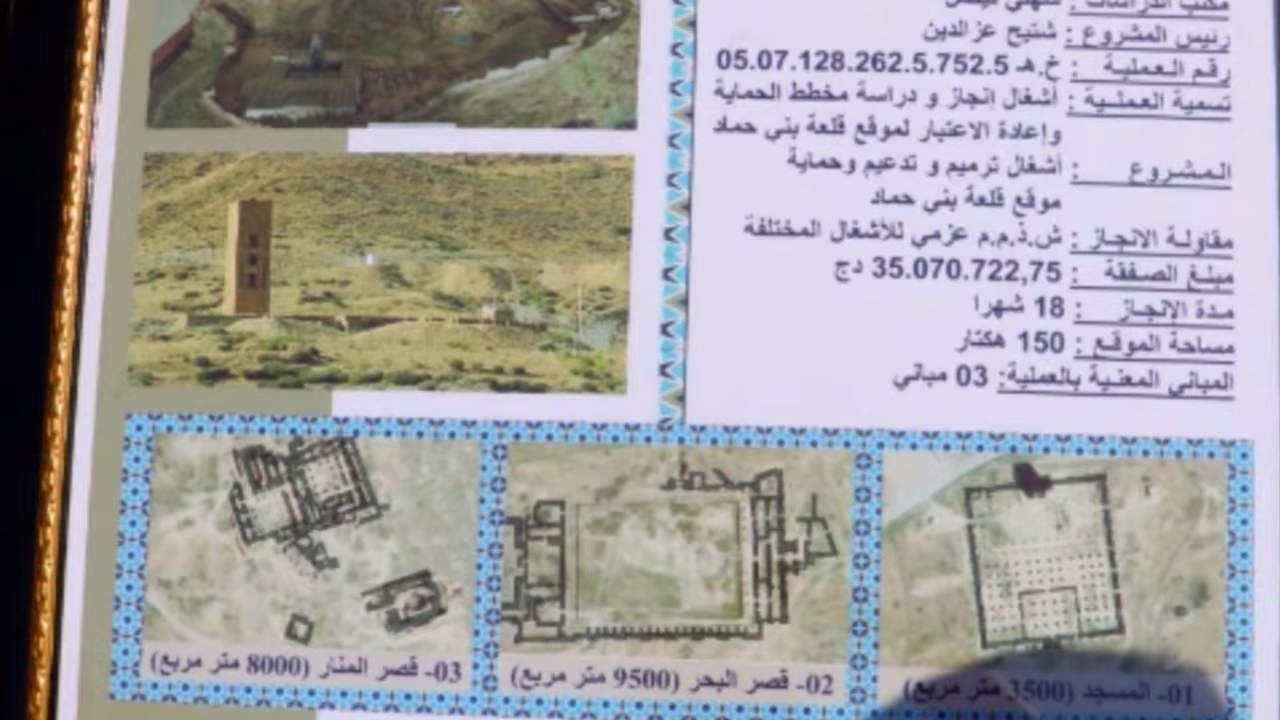 رئيس المشروع : شتيح عزالدين
رقم العملية : خ.هـ 05.07.128.262.5.752.5
تسمية العملية : أشغال إنجاز و دراسة مخطط الحماية
وإعادة الاعتبار لموقع قلعة بني حماد
المشروع : أشغال ترميم و تدعيم وحماية
موقع قلعة بني حماد
مقاولة الانجاز : ش.ذ.م.م عزمي للأشغال المختلفة
مبلغ الصفقة : 35.070.722,75 دج
مدة الإنجاز : 18 شهرا
مساحة الموقع : 150 هكتار
المباني المعنية بالعملية: 03 مباني
01- المسجد (3500 متر مربع)
02- قصر البحر (9500 متر مربع)
03- قصر المنار (8000 متر مربع)